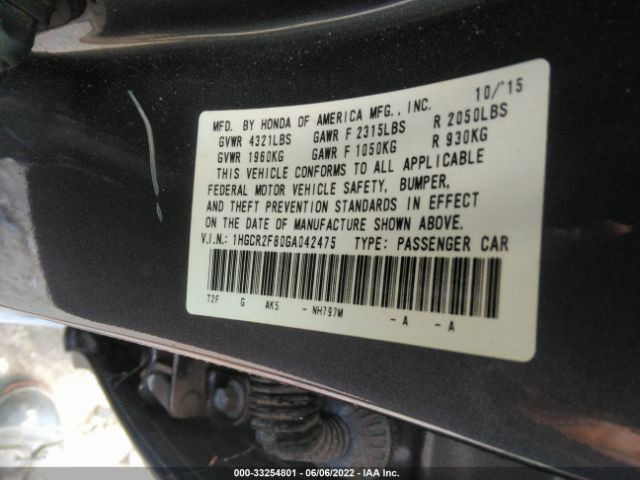 MFD. BY HONDA OF AMERICA MFG., INC. 10/'15
GVWR 4321LBS GAWR F 2315LBS R 2050LBS
GVWR 1960KG GAWR F 1050KG R 930KG
THIS VEHICLE CONFORMS TO ALL APPLICABLE
FEDERAL MOTOR VEHICLE SAFETY, BUMPER,
AND THEFT PREVENTION STANDARDS IN EFFECT
ON THE DATE OF MANUFACTURE SHOWN ABOVE.
V.I.N.: 1HGCR2F80GA042475 TYPE: PASSENGER CAR
T2F G AK5 - NH797M - A - A
000-33254801 - 06/06/2022 - IAA Inc.